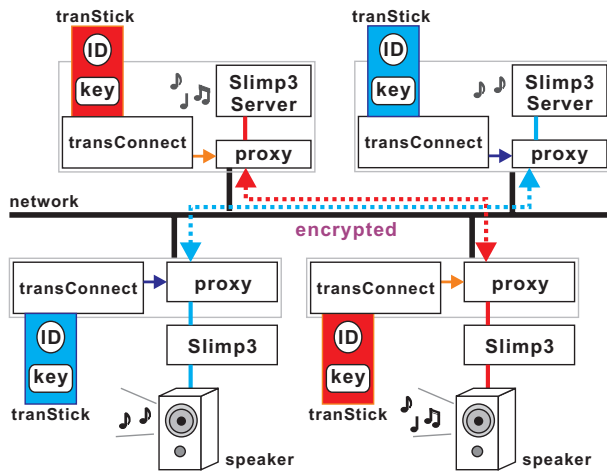 tranStick
tranStick
ID
key
ID
key
Slimp3
Server
Slimp3
Server
transConnect
proxy
transConnect
proxy
network
encrypted
transConnect
proxy
transConnect
proxy
ID
key
Slimp3
ID
key
Slimp3
tranStick
tranStick
speaker
speaker